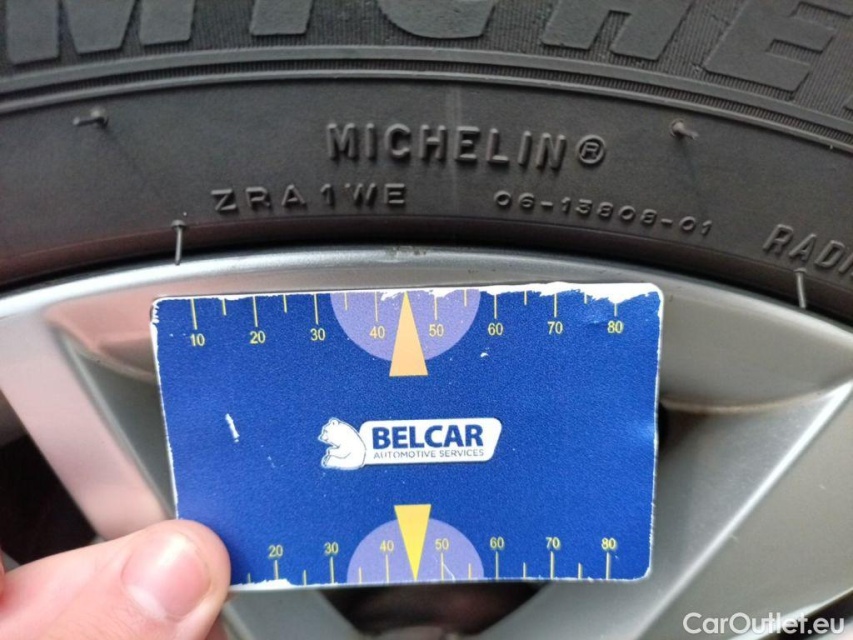 MICHE
MICHELIN®
ZRA1WE 06-13808-01
10 20 30 40 50 60 70 80
BELCAR
AUTOMOTIVE SERVICES
20 30 40 50 60 70 80
CarOutlet.eu